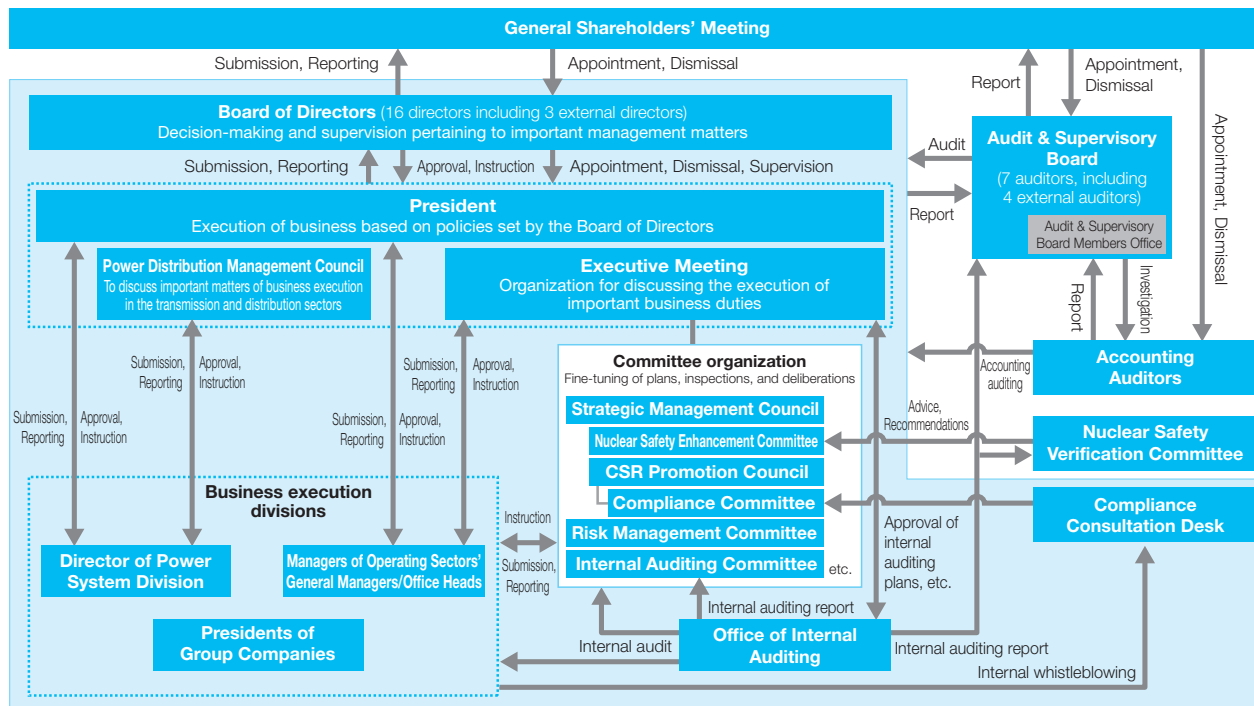 General Shareholders' Meeting
Submission, Reporting
Appointment, Dismissal
Report
Appointment,
Dismissal
Appointment, Dismissal
Board of Directors (16 directors including 3 external directors)
Decision-making and supervision pertaining to important management matters
Audit
Audit & Supervisory
Board
(7 auditors, including
4 external auditors)
Audit & Supervisory
Board Members Office
Submission, Reporting
Approval, Instruction
Appointment, Dismissal, Supervision
Report
President
Execution of business based on policies set by the Board of Directors
Power Distribution Management Council
To discuss important matters of business execution
in the transmission and distribution sectors
Executive Meeting
Organization for discussing the execution of
important business duties
Report
Investigation
Submission,
Reporting
Approval,
Instruction
Submission,
Reporting
Approval,
Instruction
Submission,
Reporting
Approval,
Instruction
Submission,
Reporting
Approval,
Instruction
Committee organization
Fine-tuning of plans, inspections, and deliberations
Strategic Management Council
Nuclear Safety Enhancement Committee
CSR Promotion Council
Compliance Committee
Risk Management Committee
Internal Auditing Committee
etc.
Accounting
auditing
Accounting
Auditors
Advice,
Recommendations
Nuclear Safety
Verification Committee
Compliance
Consultation Desk
Business execution
divisions
Director of Power
System Division
Managers of Operating Sectors'
General Managers/Office Heads
Presidents of
Group Companies
Instruction
Submission,
Reporting
Approval of
internal
auditing
plans, etc.
Internal auditing report
Internal audit
Office of Internal
Auditing
Internal auditing report
Internal whistleblowing